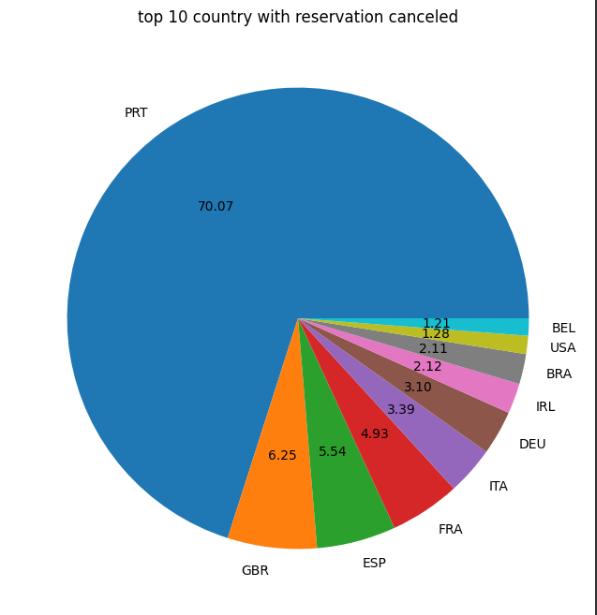 top 10 country with reservation canceled
PRT
70.07
1.21
BEL
1.28
USA
2.11
BRA
2.12
IRL
3.10
DEU
3.39
ITA
4.93
FRA
5.54
ESP
6.25
GBR